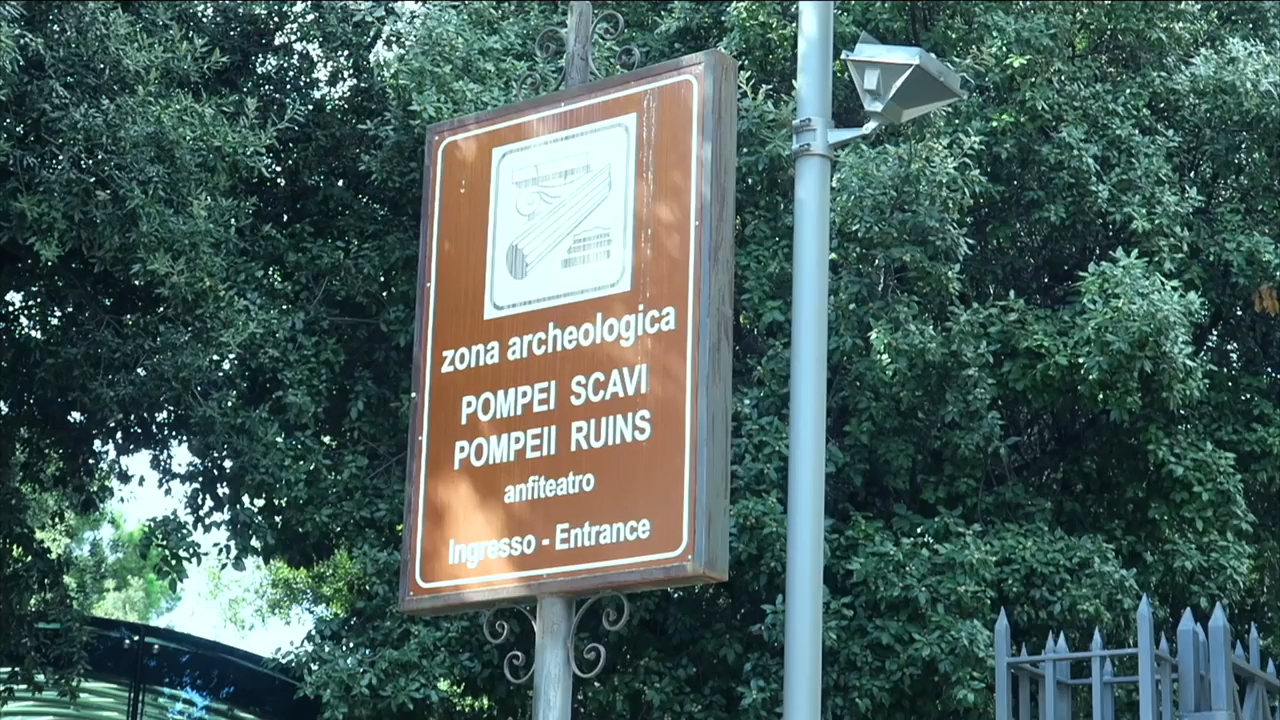 zona archeologica
POMPEI SCAVI
POMPEII RUINS
anfiteatro
Ingresso - Entrance